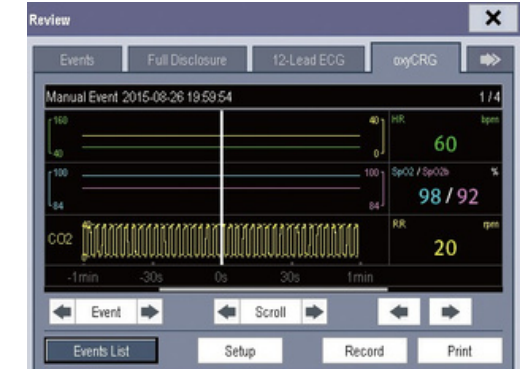 Review
Events Full Disclosure 12-Lead ECG oxyCRG
Manual Event 2015-08-26 19:59:54 1/4
160 40 HR bpm
40 0 60
100 100 SpO2 / SpO2b %
84 84 98 / 92
CO2 40 RR rpm
0 20
-1min -30s 0s 30s 1min
Event Scroll
Events List Setup Record Print